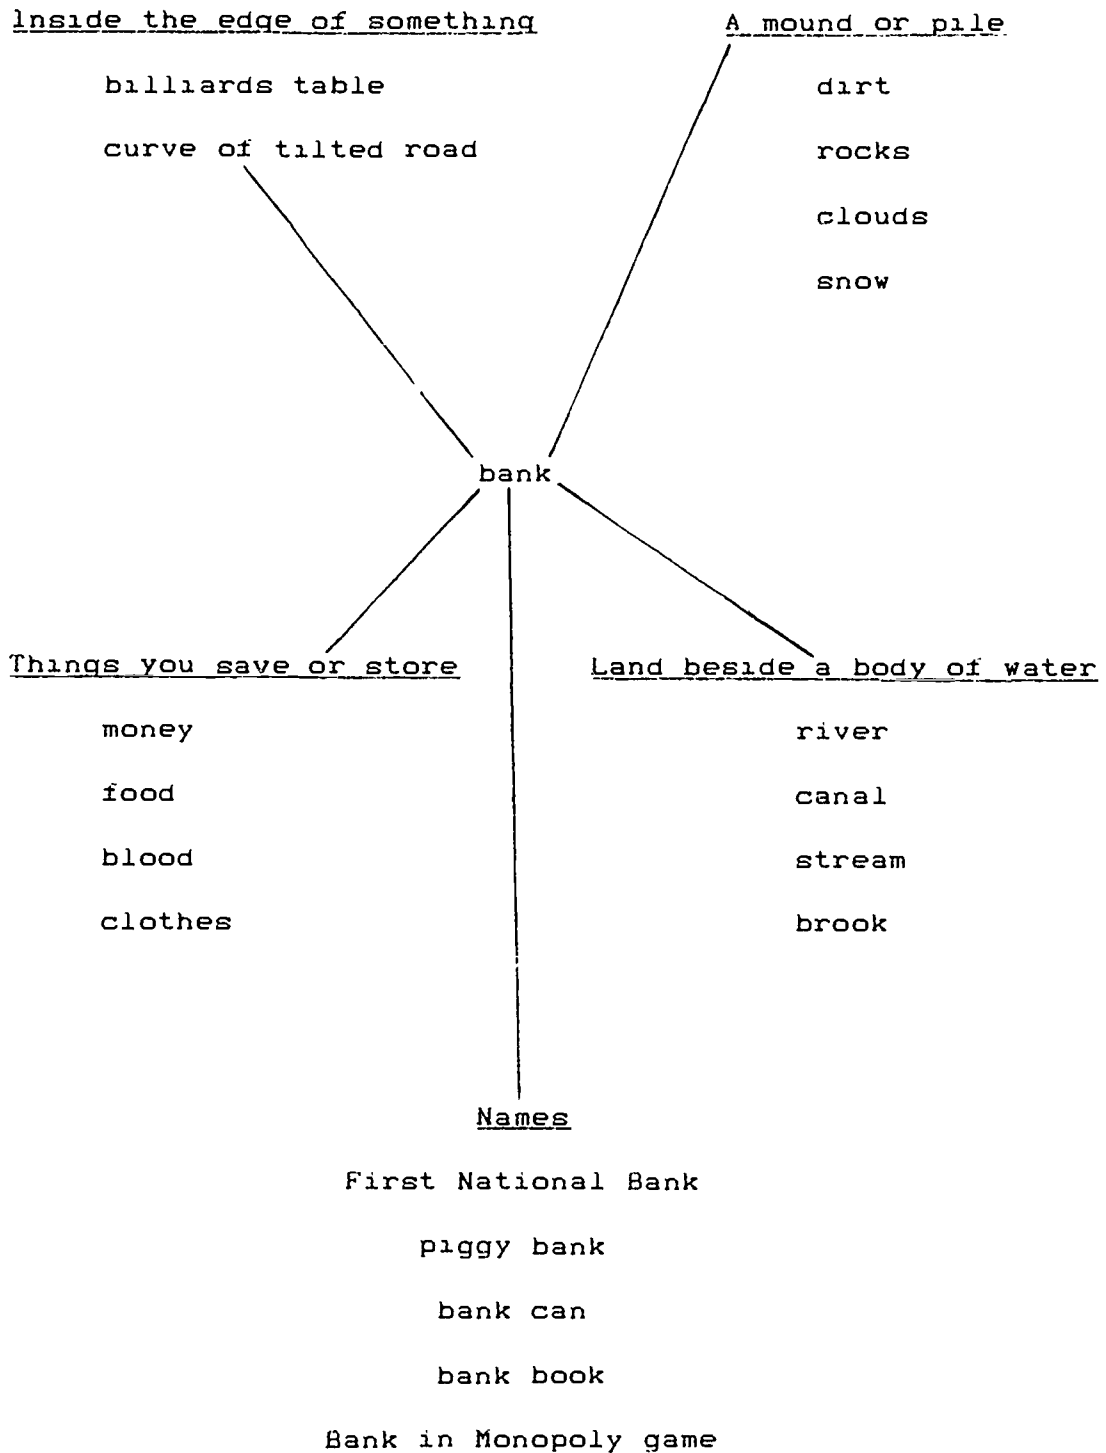 Inside the edge of something
billiards table
curve of tilted road
A mound or pile
dirt
rocks
clouds
snow
bank
Things you save or store
money
food
blood
clothes
Land beside a body of water
river
canal
stream
brook
Names
First National Bank
piggy bank
bank can
bank book
Bank in Monopoly game